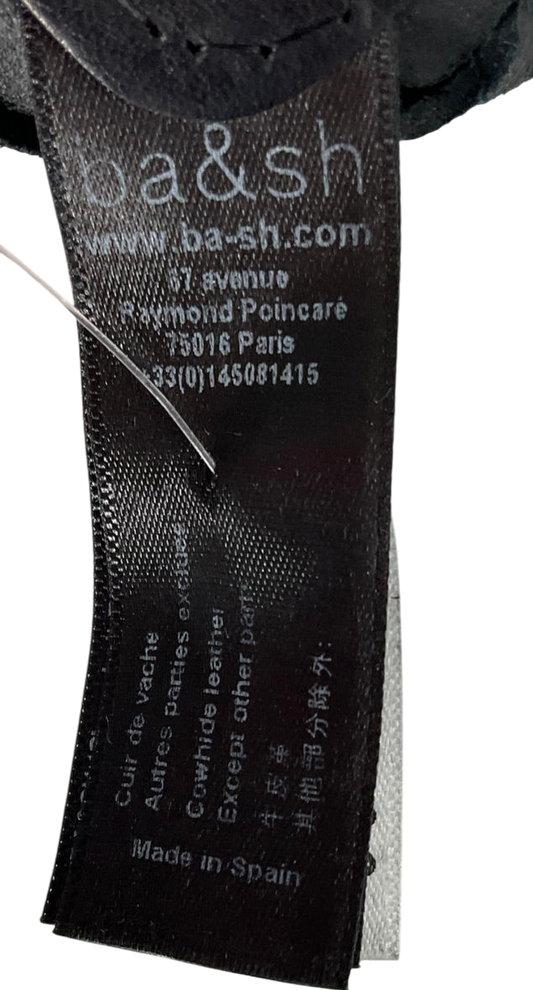 ba&sh
www.ba-sh.com
67 avenue
Raymond Poincaré
75016 Paris
+33(0)145081415
Cuir de vache
Autres parties exclues
Cowhide leather
Except other part
牛皮革
其他部分除外:
Made in Spain